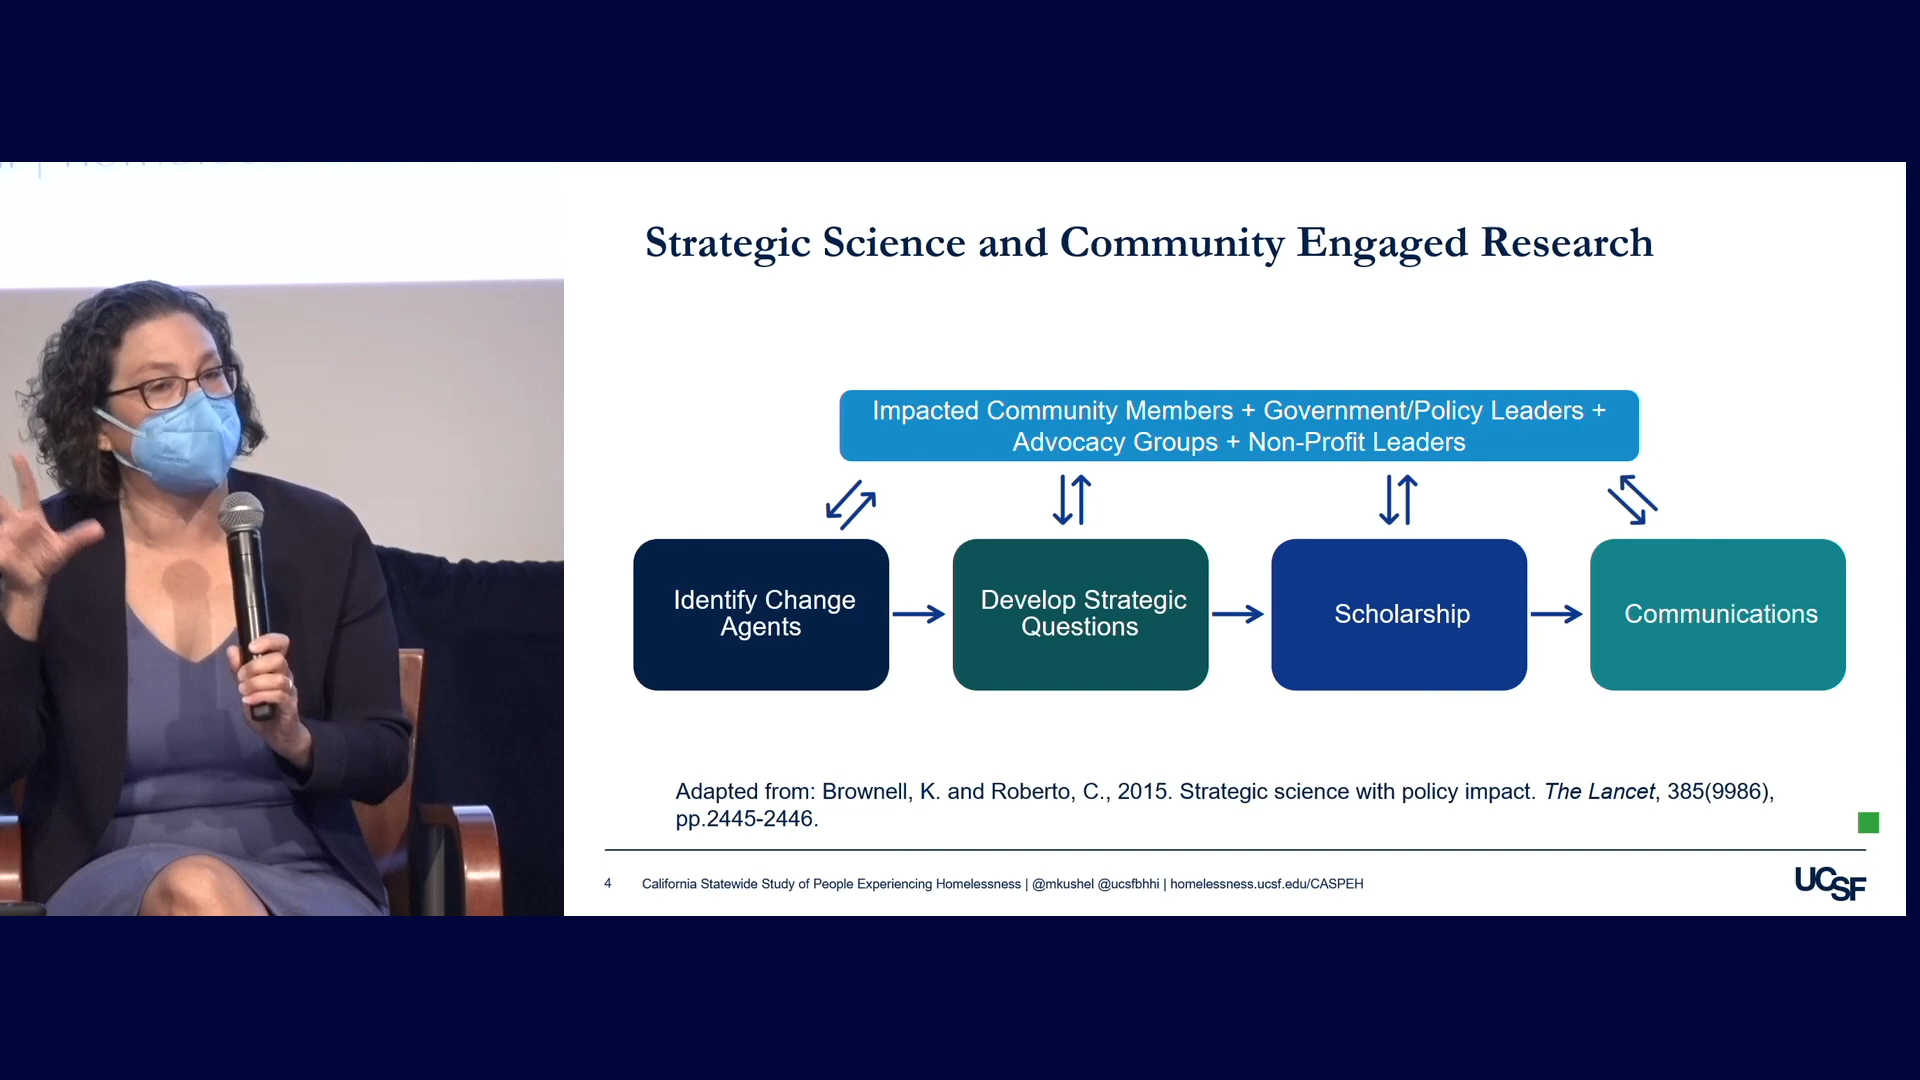 Strategic Science and Community Engaged Research
Impacted Community Members + Government/Policy Leaders +
Advocacy Groups + Non-Profit Leaders
Identify Change
Agents
Develop Strategic
Questions
Scholarship
Communications
Adapted from: Brownell, K. and Roberto, C., 2015. Strategic science with policy impact. The Lancet, 385(9986),
pp.2445-2446.
4 California Statewide Study of People Experiencing Homelessness | @mkushel @ucsfbhhi | homelessness.ucsf.edu/CASPEH
UCSF